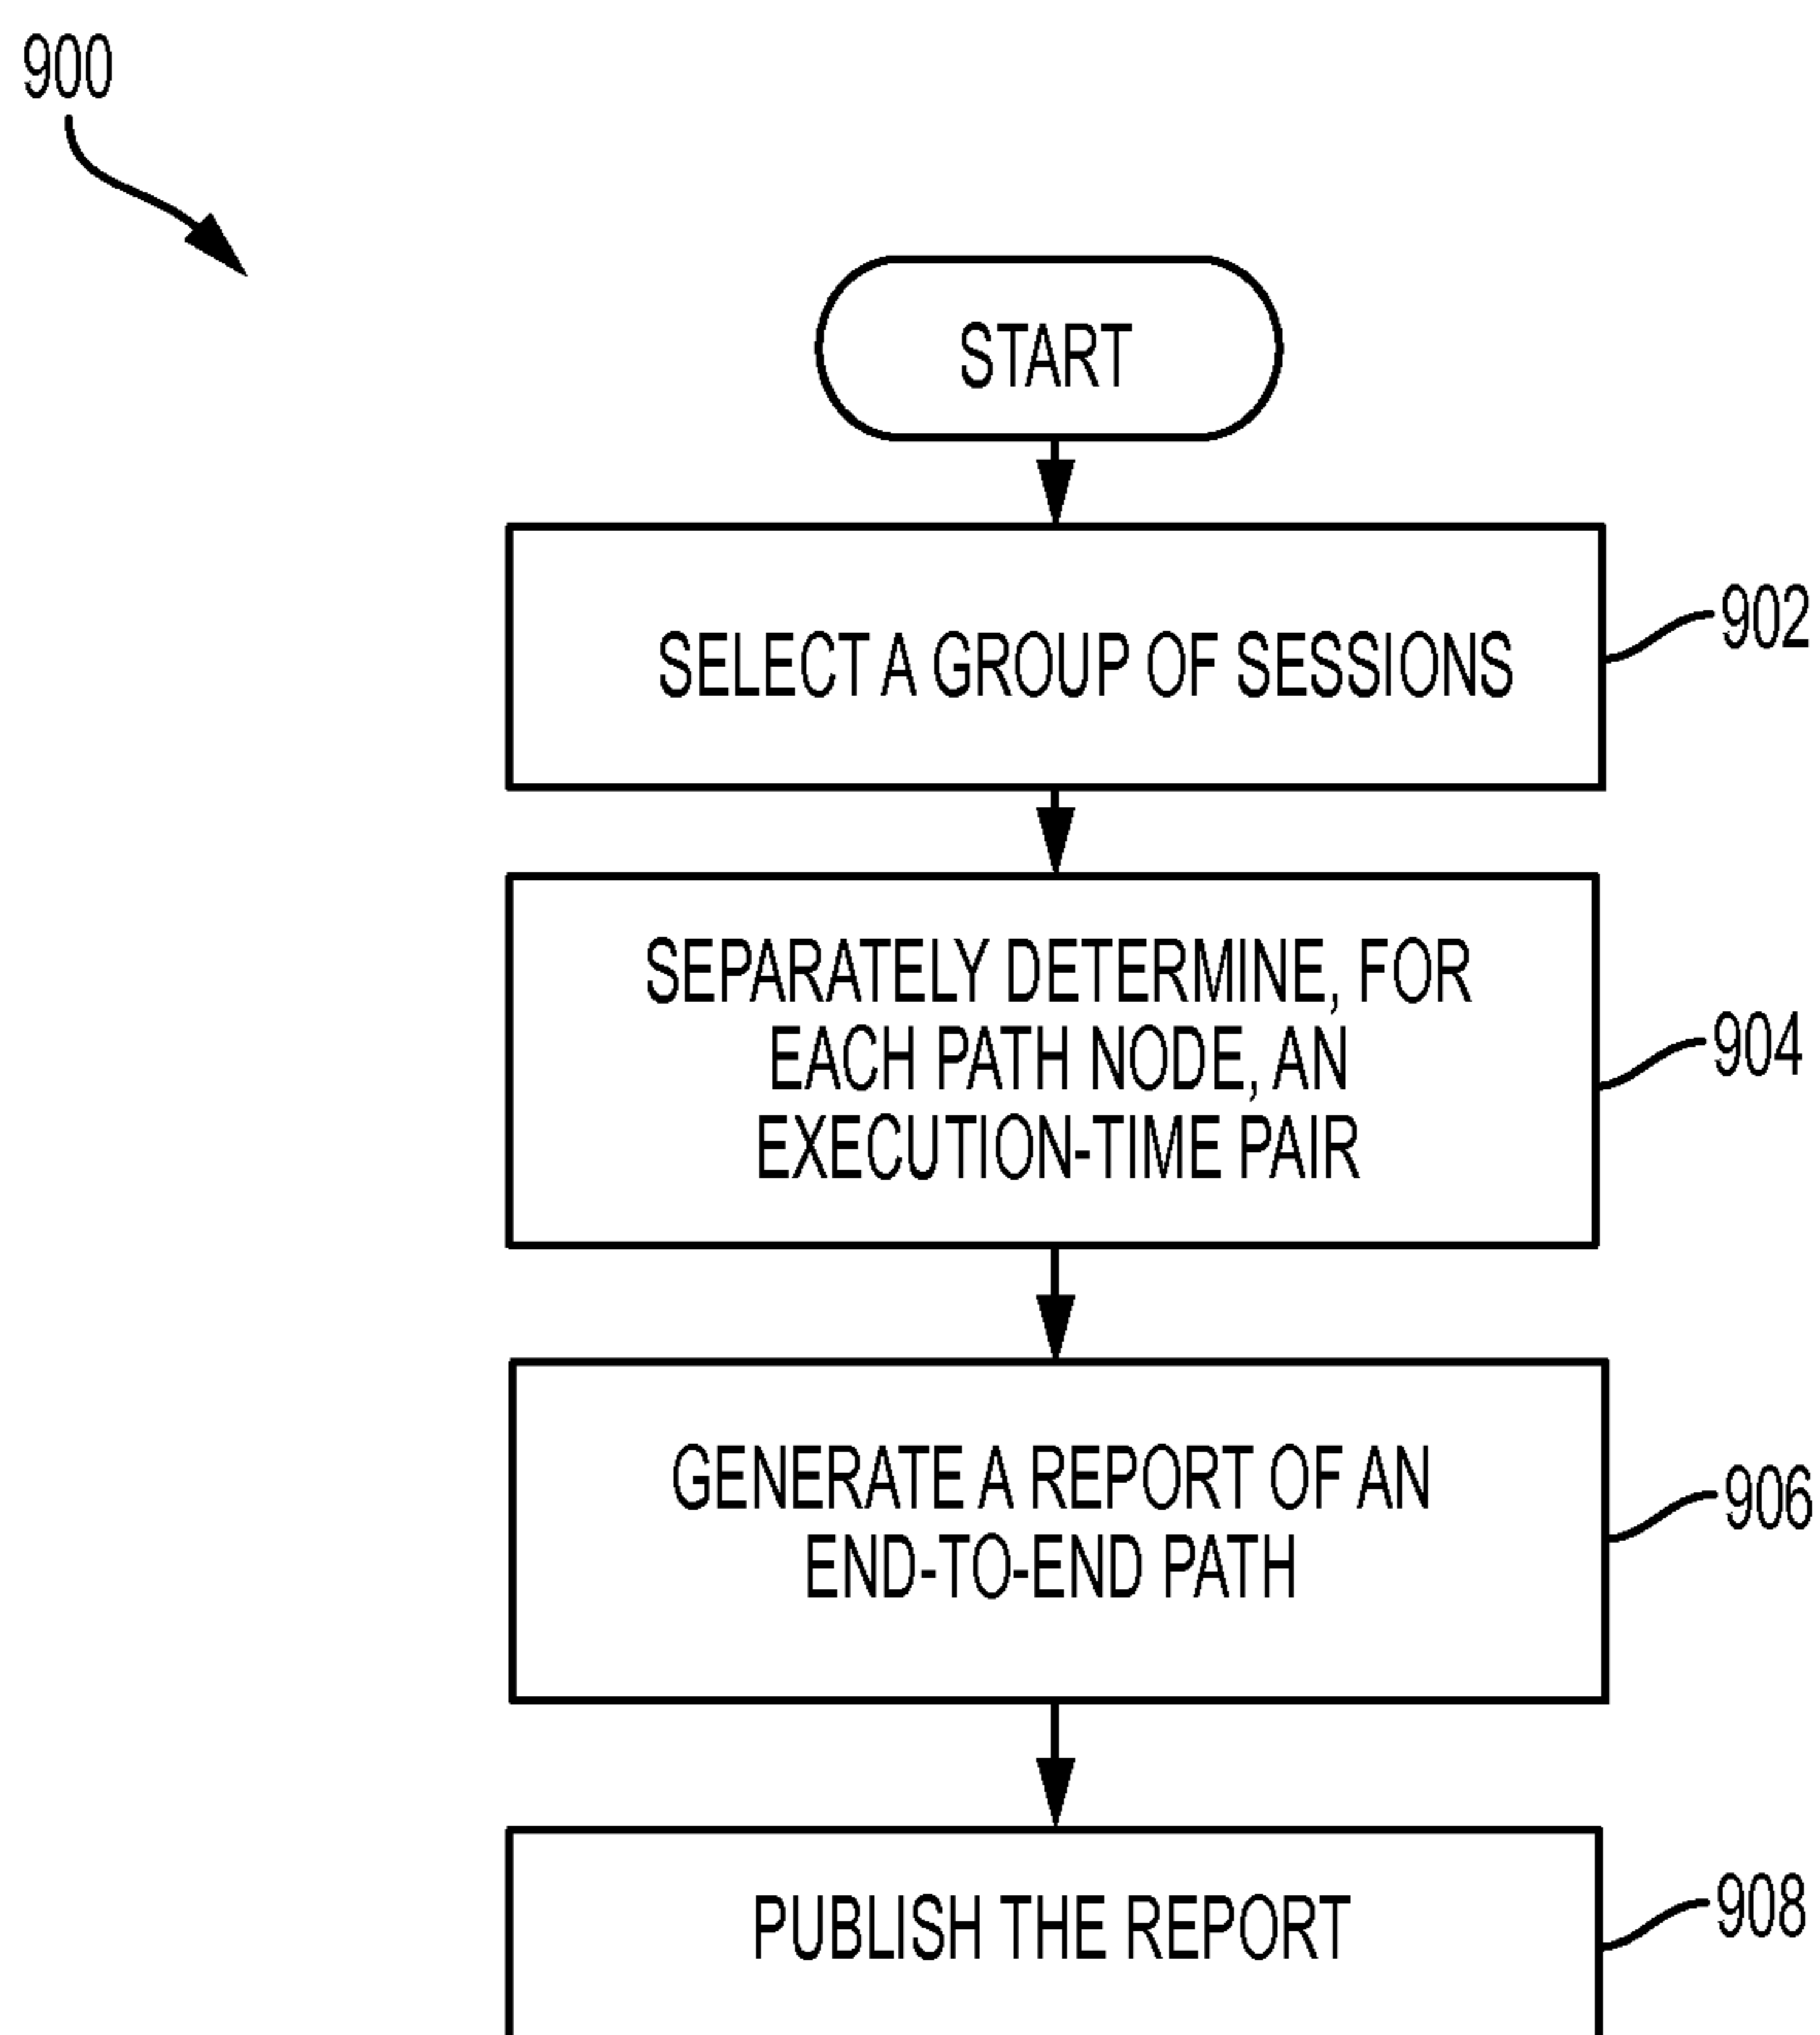 900
START
SELECT A GROUP OF SESSIONS
902
SEPARATELY DETERMINE, FOR
EACH PATH NODE, AN
EXECUTION-TIME PAIR
904
GENERATE A REPORT OF AN
END-TO-END PATH
906
PUBLISH THE REPORT
908